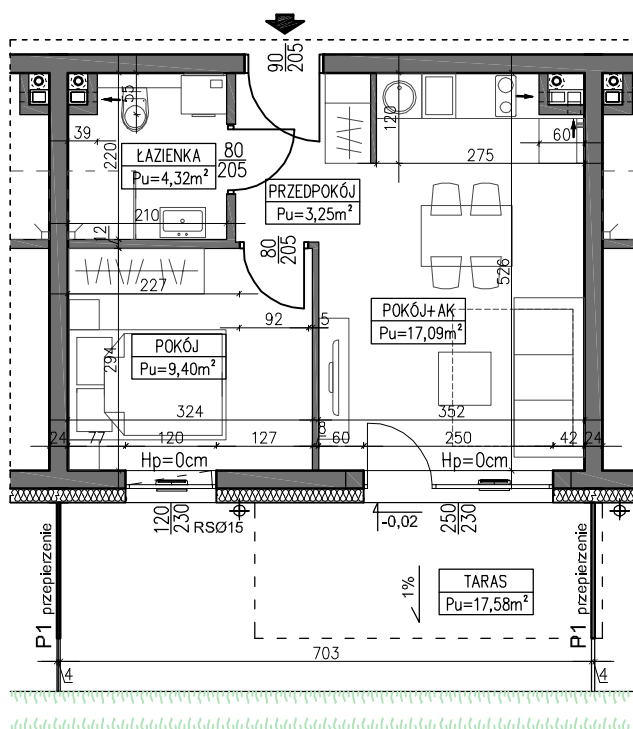 90
205
55
120
39
220
ŁAZIENKA
Pu=4,32m²
80
205
60
275
PRZEDPOKÓJ
Pu=3,25m²
210
12
80
205
526
227
92
5
POKÓJ+AK
Pu=17,09m²
POKÓJ
Pu=9,40m²
294
324
352
24
77
120
127
8
60
250
42
24
Hp=0cm
Hp=0cm
120
230
RSØ15
-0,02
250
230
1%
TARAS
Pu=17,58m²
P1 przepierzenie
P1 przepierzenie
703
4
4